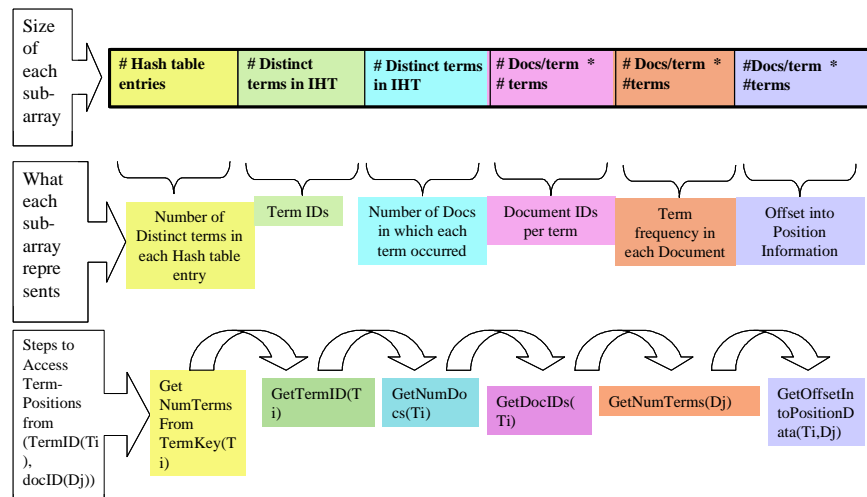 Size
of
each
sub-
array
# Hash table
entries
# Distinct
terms in IHT
# Distinct terms
in IHT
# Docs/term *
# terms
# Docs/term *
#terms
#Docs/term *
#terms
What
each
sub-
array
repre
sents
Number of
Distinct terms in
each Hash table
entry
Term IDs
Number of Docs
in which each
term occurred
Document IDs
per term
Term
frequency in
each Document
Offset into
Position
Information
Steps to
Access
Term-
Positions
from
(TermID(Ti
),
docID(Dj))
Get
NumTerms
From
TermKey(T
i)
GetTermID(T
i)
GetNumDo
cs(Ti)
GetDocIDs(
Ti)
GetNumTerms(Dj)
GetOffsetIn
toPositionD
ata(Ti,Dj)